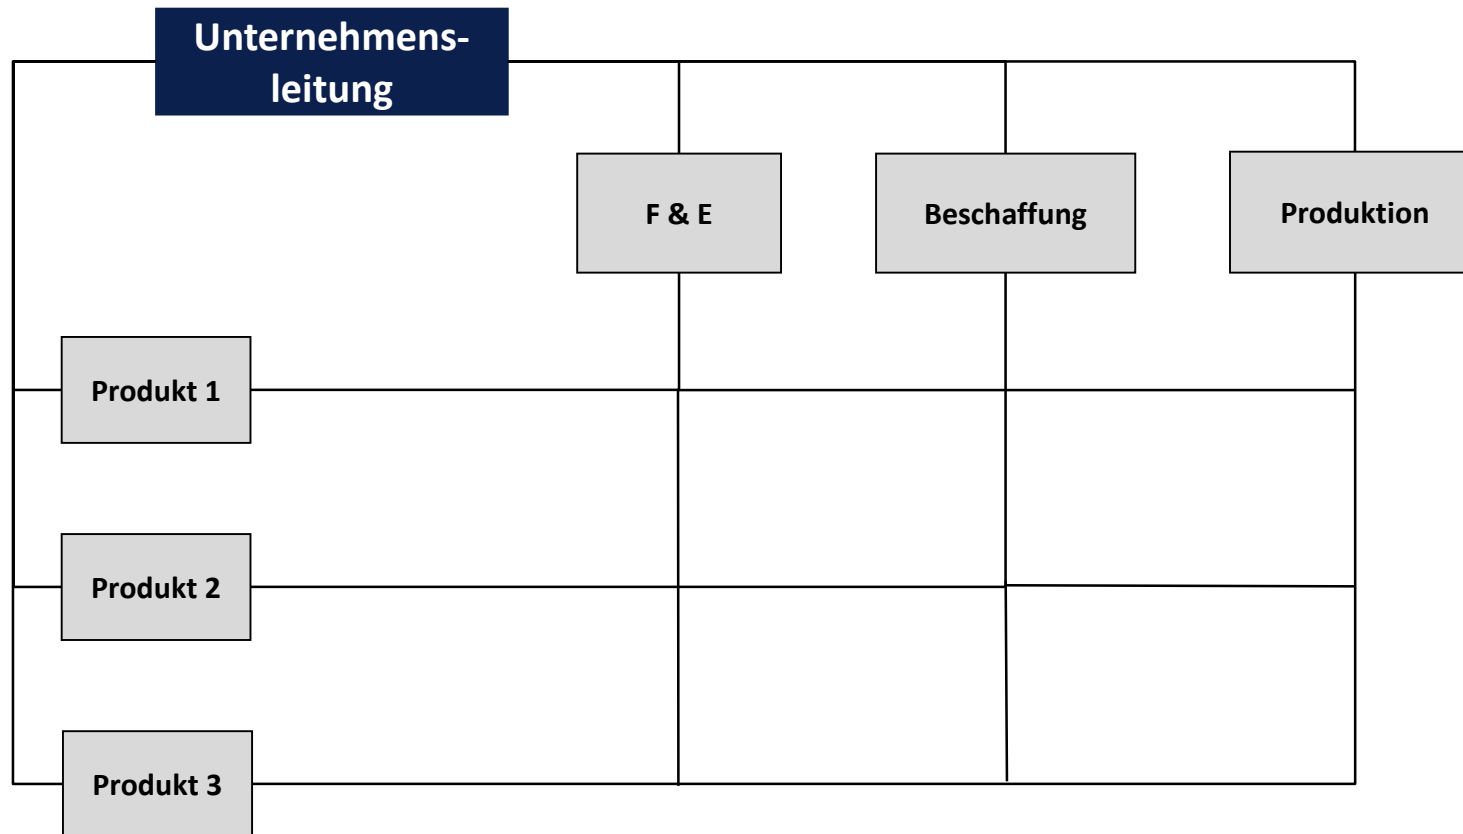 Unternehmens-
leitung
F & E
Beschaffung
Produktion
Produkt 1
Produkt 2
Produkt 3